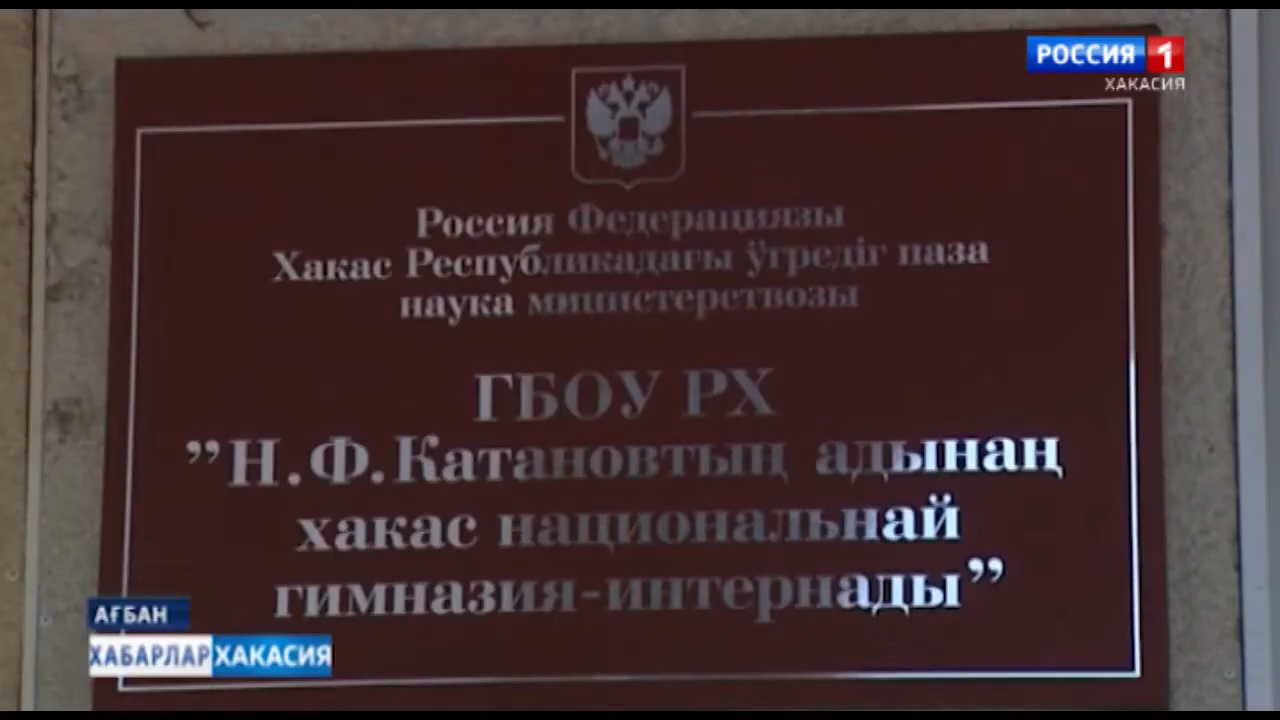 РОССИЯ 1
ХАКАСИЯ
Россия Федерациязы
Хакас Республикадағы ӱгредіг паза
наука министерствозы
ГБОУ РХ
”Н.Ф.Катановтың адынаң
хакас национальнай
гимназия-интернады”
АҒБАН
ХАБАРЛАР ХАКАСИЯ